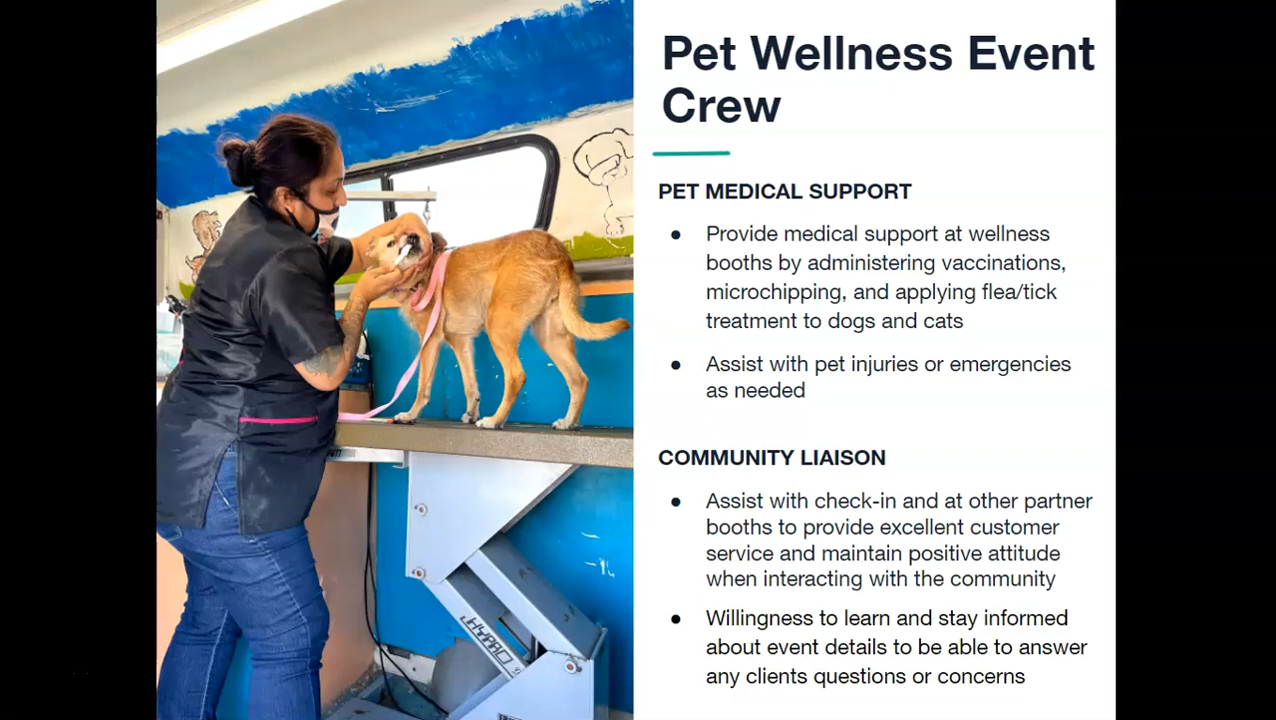 Pet Wellness Event
Crew
PET MEDICAL SUPPORT
● Provide medical support at wellness
booths by administering vaccinations,
microchipping, and applying flea/tick
treatment to dogs and cats
● Assist with pet injuries or emergencies
as needed
COMMUNITY LIAISON
● Assist with check-in and at other partner
booths to provide excellent customer
service and maintain positive attitude
when interacting with the community
● Willingness to learn and stay informed
about event details to be able to answer
any clients questions or concerns